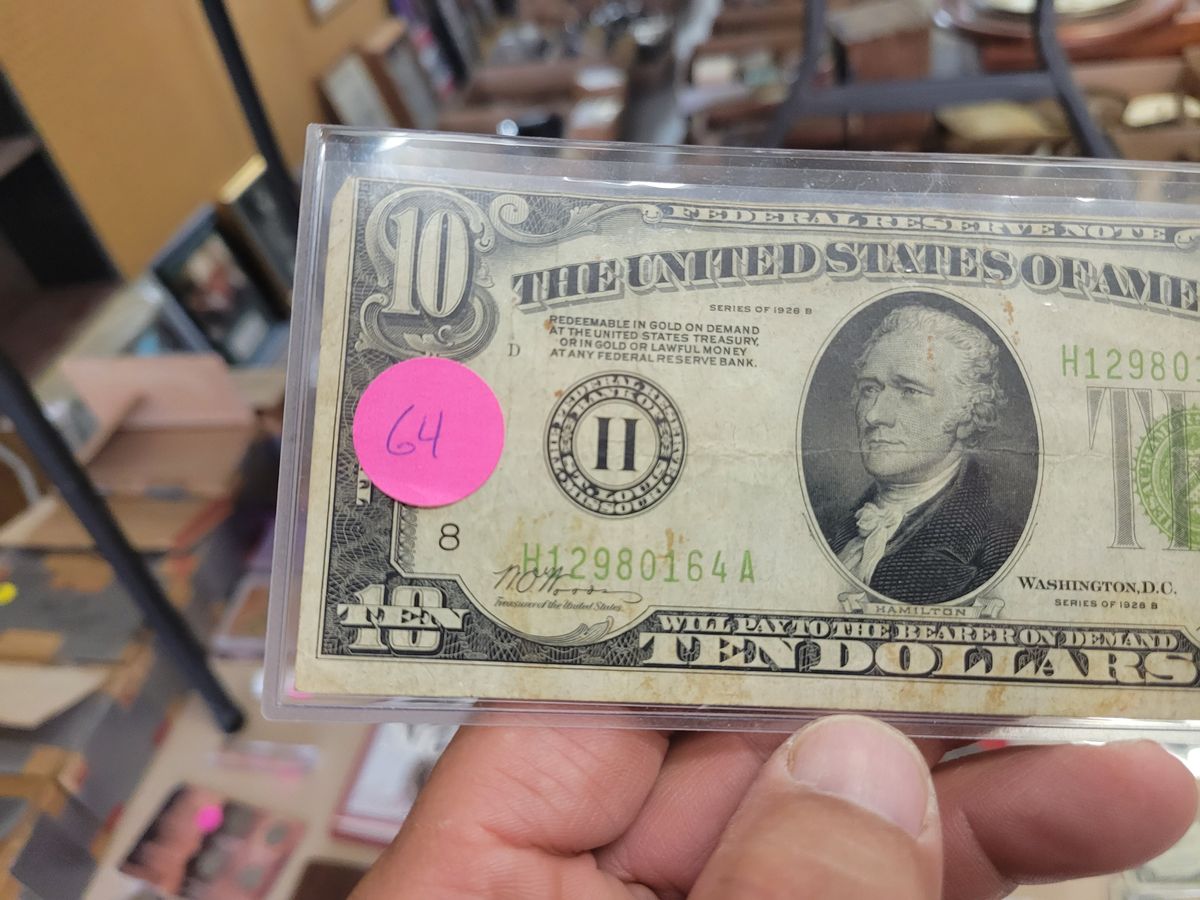 10
FEDERAL RESERVE NOTE
THE UNITED STATES OF AME
SERIES OF 1928 B
REDEEMABLE IN GOLD ON DEMAND
AT THE UNITED STATES TREASURY,
OR IN GOLD OR LAWFUL MONEY
AT ANY FEDERAL RESERVE BANK.
D
H12980
64
H
8
H12980164A
Treasurer of the United States.
WASHINGTON, D.C.
SERIES OF 1928 B
HAMILTON
10
TEN
WILL PAY TO THE BEARER ON DEMAND
TEN DOLLARS